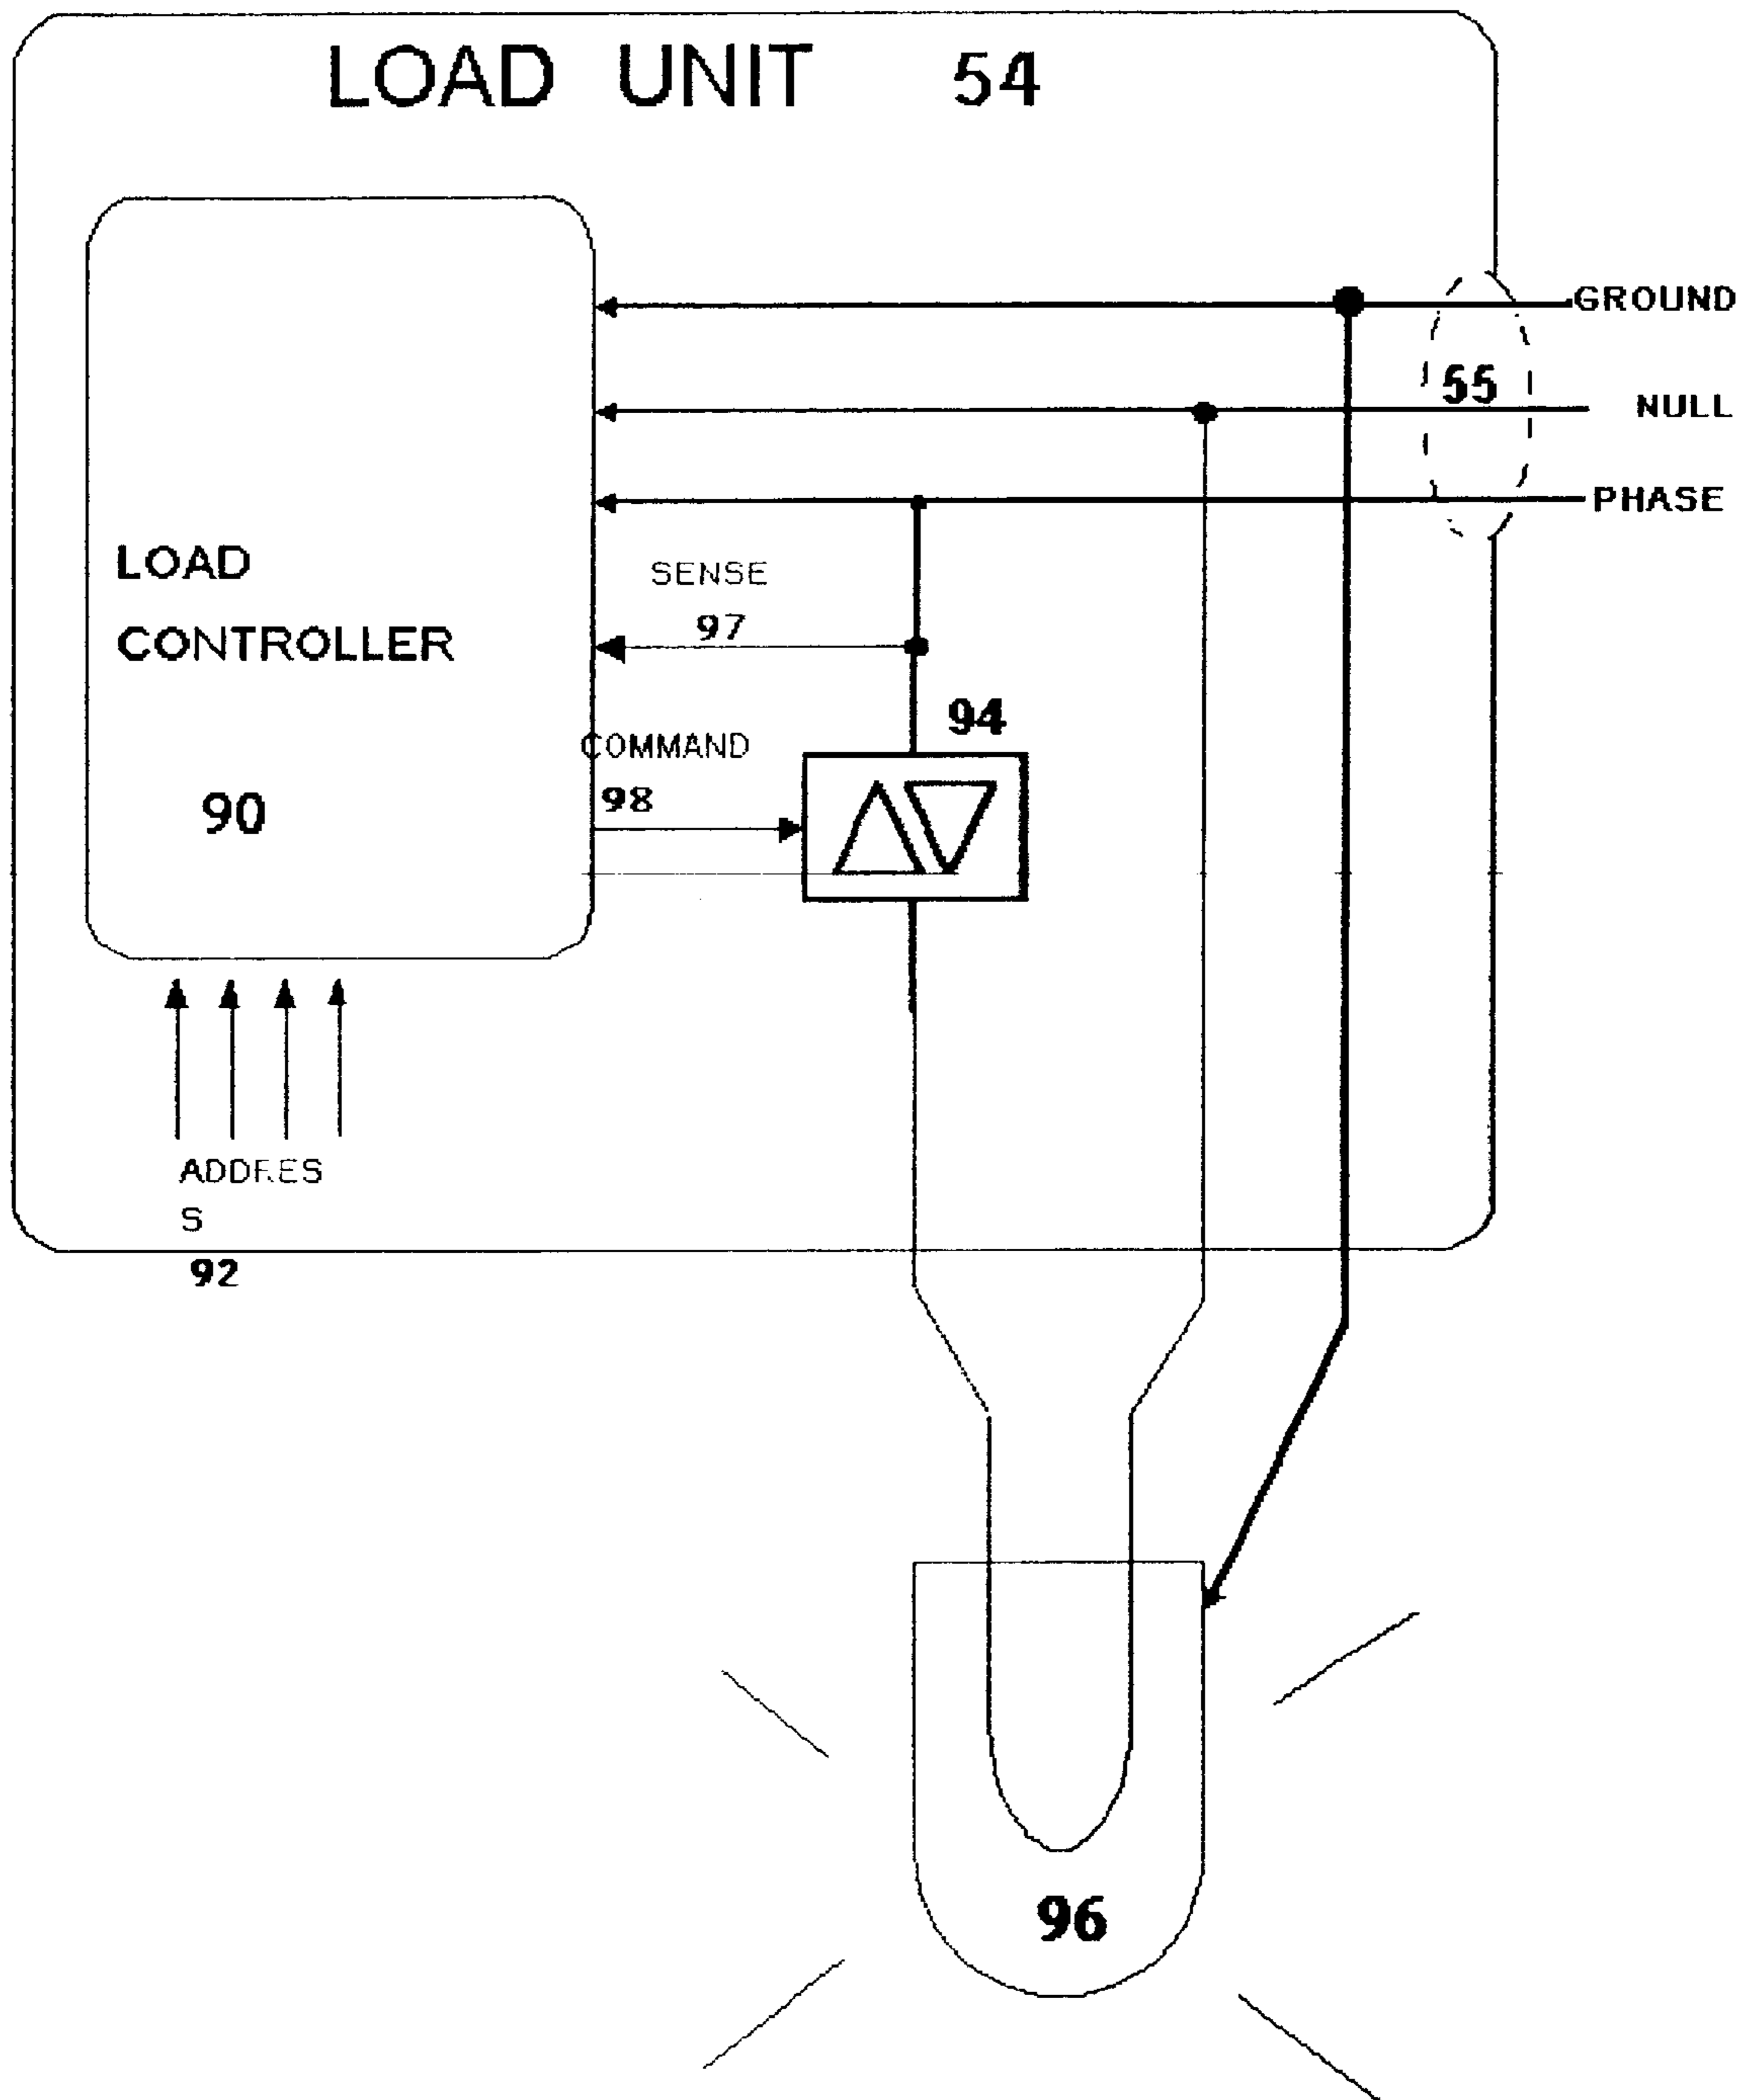 LOAD UNIT 54
GROUND
55
NULL
PHASE
LOAD
CONTROLLER
90
SENSE
97
94
COMMAND
98
ADDRES
S
92
96